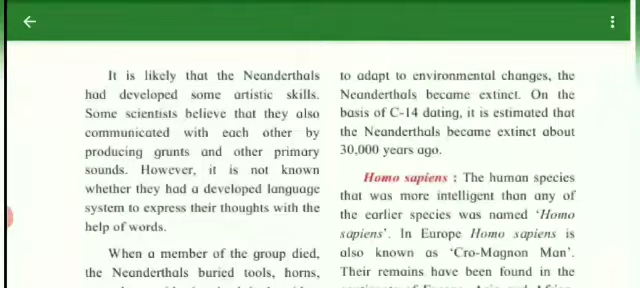 It is likely that the Neanderthals
had developed some artistic skills.
Some scientists believe that they also
communicated with each other by
producing grunts and other primary
sounds. However, it is not known
whether they had a developed language
system to express their thoughts with the
help of words.
When a member of the group died,
the Neanderthals buried tools, horns,
to adapt to environmental changes, the
Neanderthals became extinct. On the
basis of C-14 dating, it is estimated that
the Neanderthals became extinct about
30,000 years ago.
Homo sapiens : The human species
that was more intelligent than any of
the earlier species was named ‘Homo
sapiens’. In Europe Homo sapiens is
also known as ‘Cro-Magnon Man’.
Their remains have been found in the